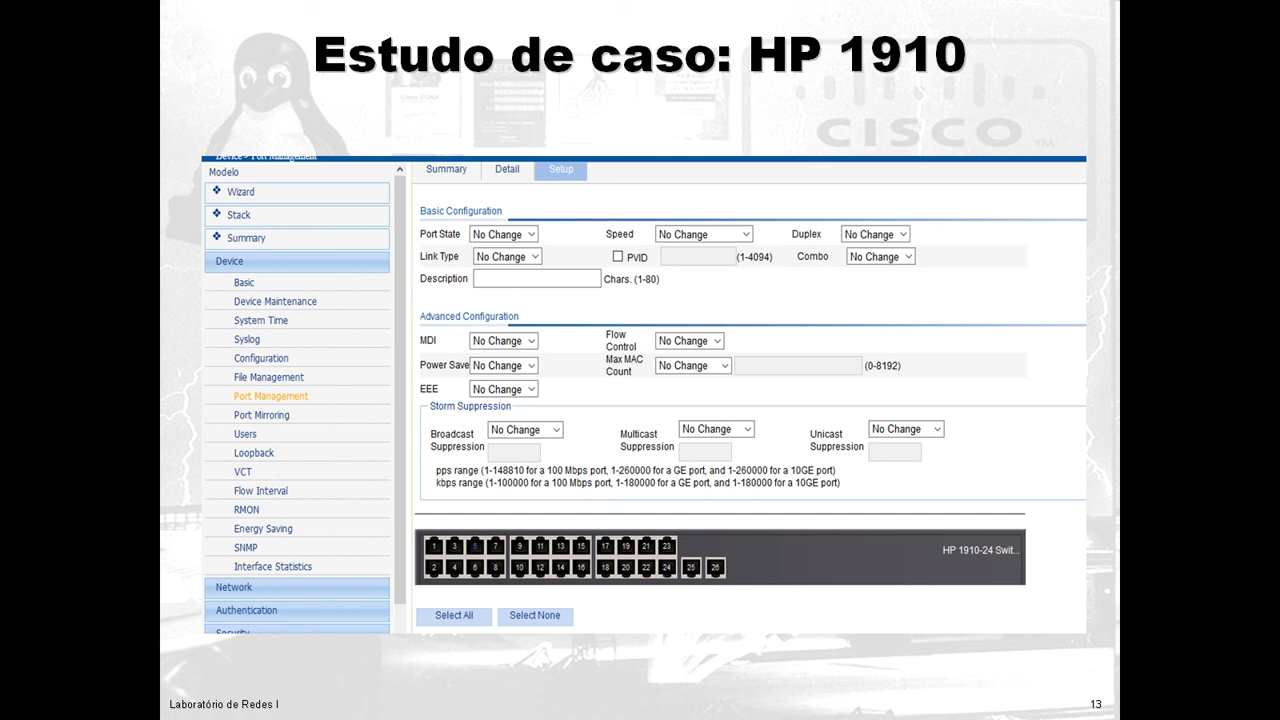 Estudo de caso: HP 1910
CISCO™
Device > Port Management
Modelo
Wizard
Stack
Summary
Device
Basic
Device Maintenance
System Time
Syslog
Configuration
File Management
Port Management
Port Mirroring
Users
Loopback
VCT
Flow Interval
RMON
Energy Saving
SNMP
Interface Statistics
Network
Authentication
Security
Summary Detail Setup
Basic Configuration
Port State No Change Speed No Change Duplex No Change
Link Type No Change PVID (1-4094) Combo No Change
Description Chars. (1-80)
Advanced Configuration
MDI No Change Flow Control No Change
Power Save No Change Max MAC Count No Change (0-8192)
EEE No Change
Storm Suppression
Broadcast Suppression No Change Multicast Suppression No Change Unicast Suppression No Change
pps range (1-148810 for a 100 Mbps port, 1-260000 for a GE port, and 1-260000 for a 10GE port)
kbps range (1-100000 for a 100 Mbps port, 1-180000 for a GE port, and 1-180000 for a 10GE port)
1 3 5 7 9 11 13 15 17 19 21 23
HP 1910-24 Swit...
2 4 6 8 10 12 14 16 18 20 22 24 25 26
Select All Select None
Laboratório de Redes I
13